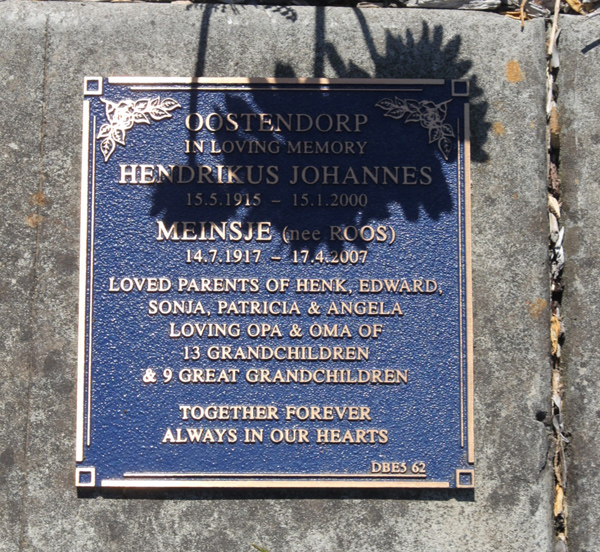 OOSTENDORP
IN LOVING MEMORY
HENDRIKUS JOHANNES
15.5.1915 – 15.1.2000
MEINSJE (nee ROOS)
14.7.1917 – 17.4.2007
LOVED PARENTS OF HENK, EDWARD,
SONJA, PATRICIA & ANGELA
LOVING OPA & OMA OF
13 GRANDCHILDREN
& 9 GREAT GRANDCHILDREN
TOGETHER FOREVER
ALWAYS IN OUR HEARTS
DBE5 62